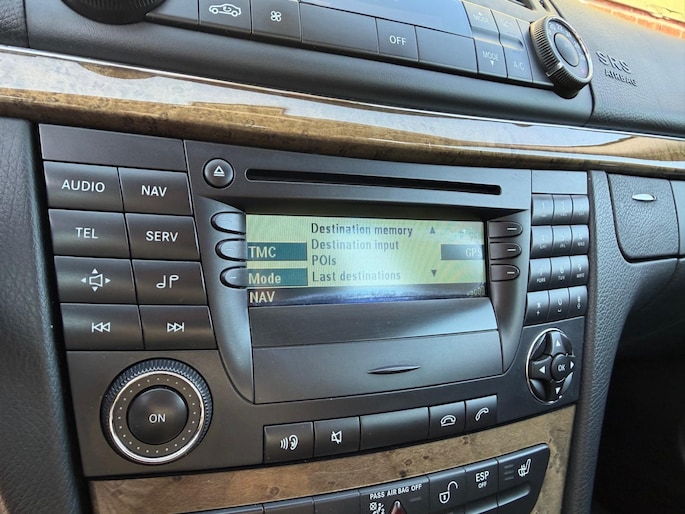 OFF
MODE
A/C
SRS
AIRBAG
AUDIO
NAV
TEL
SERV
Destination memory
Destination input
TMC
POIs
GPS
Mode
Last destinations
NAV
ON
OK
PASS AIR BAG OFF
ESP
OFF